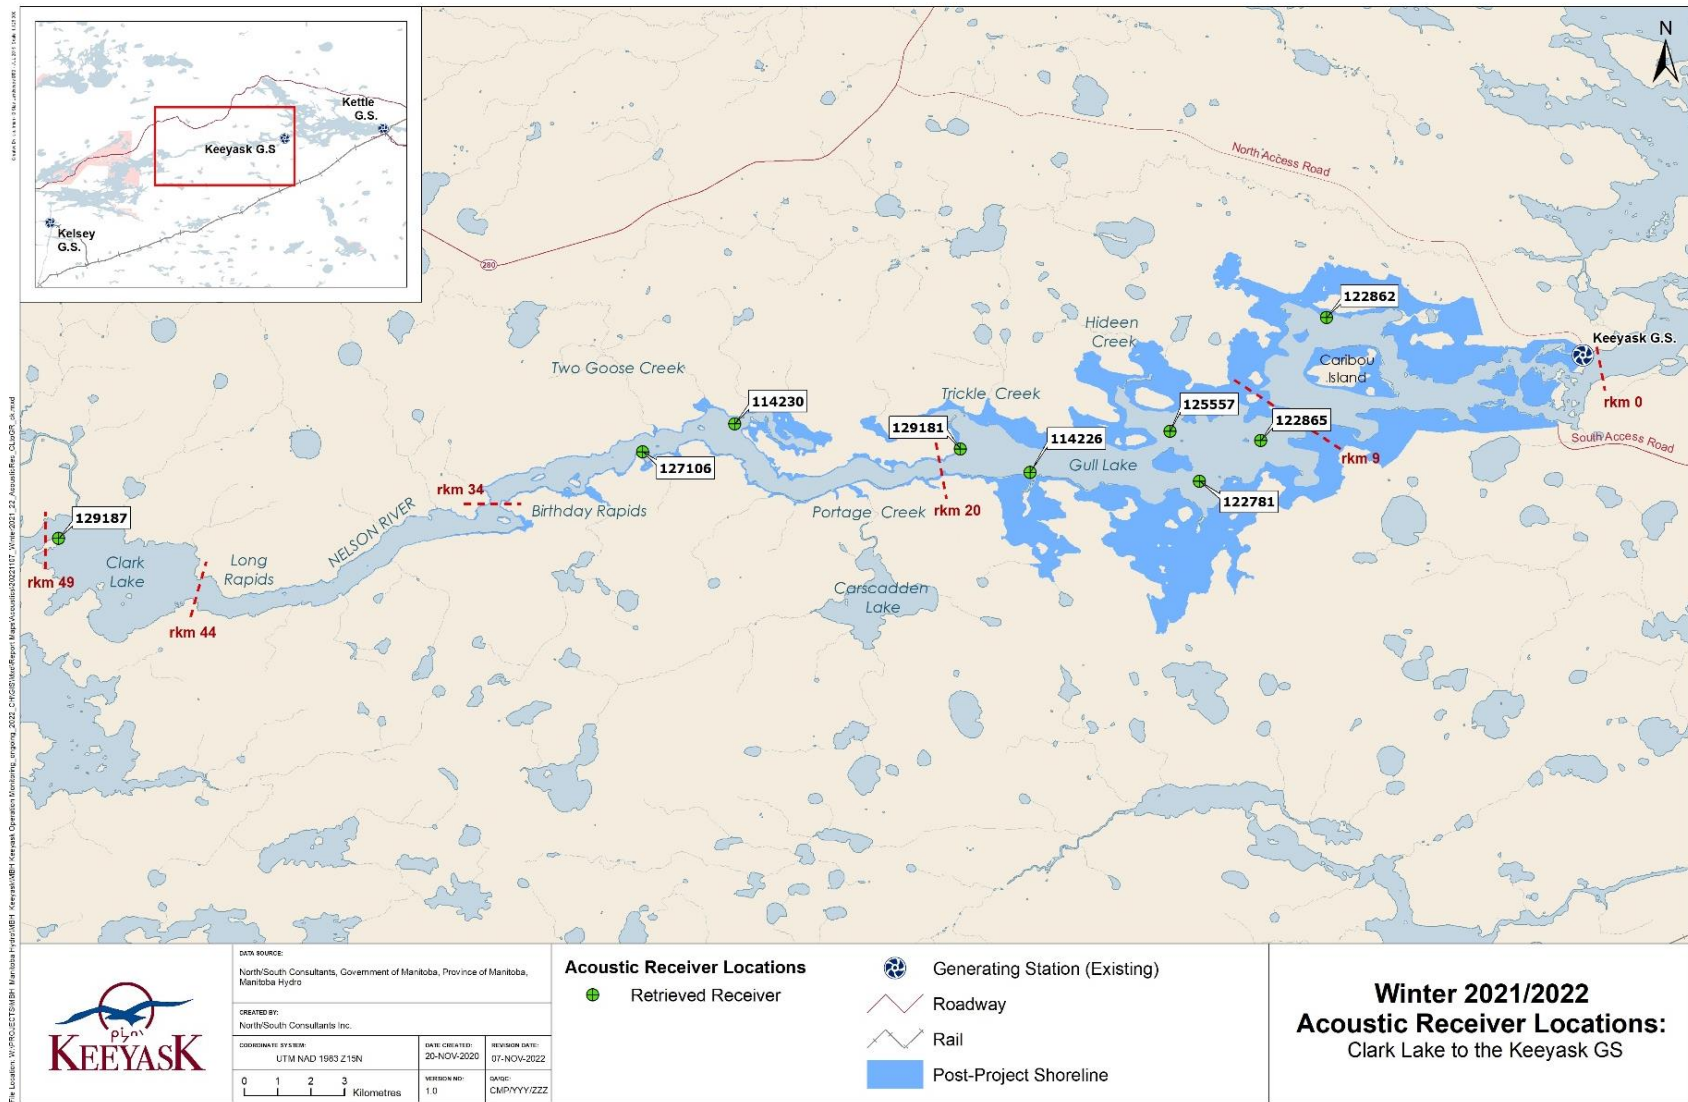 N
Kettle
G.S.
Keeyask G.S
Kelsey
G.S.
North Access Road
280
122862
Hideen
Creek
Keeyask G.S.
Caribou
Island
rkm 0
Two Goose Creek
114230
Trickle Creek
125557
129181
114226
122865
South Access Road
Gull Lake
rkm 9
127106
rkm 34
122781
NELSON RIVER
Birthday Rapids
Portage Creek
rkm 20
129187
Clark
Lake
Long
Rapids
rkm 49
Carscadden
Lake
rkm 44
KEEYASK
DATA SOURCE:
North/South Consultants, Government of Manitoba, Province of Manitoba,
Manitoba Hydro
CREATED BY:
North/South Consultants Inc.
COORDINATE SYSTEM:
UTM NAD 1983 Z15N
DATE CREATED:
20-NOV-2020
REVISION DATE:
07-NOV-2022
0 1 2 3 Kilometres
VERSION NO:
1.0
QA/QC:
CMP/YYY/ZZZ
Acoustic Receiver Locations
Retrieved Receiver
Generating Station (Existing)
Roadway
Rail
Post-Project Shoreline
Winter 2021/2022
Acoustic Receiver Locations:
Clark Lake to the Keeyask GS